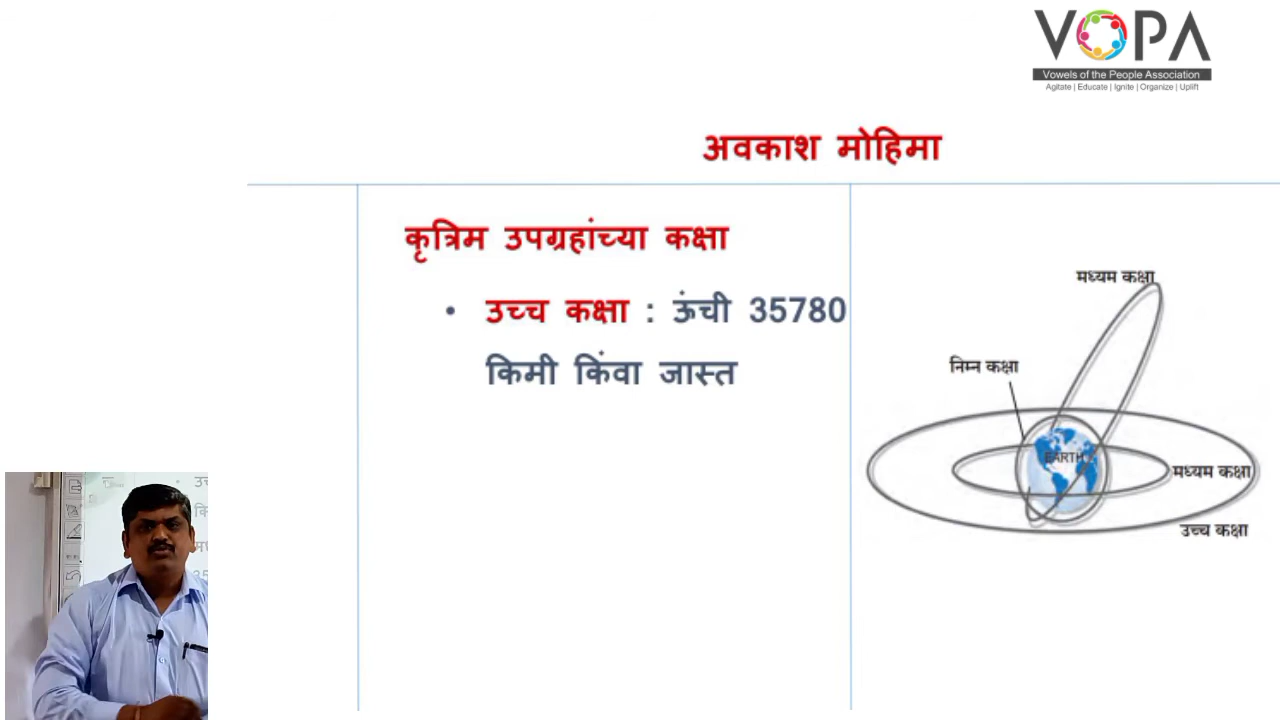 VOPA
Vowels of the People Association
Agitate | Educate | Ignite | Organize | Uplift
अवकाश मोहिमा
कृत्रिम उपग्रहांच्या कक्षा
• उच्च कक्षा : ऊंची 35780
किमी किंवा जास्त
मध्यम कक्षा
निम्न कक्षा
EARTH
मध्यम कक्षा
उच्च कक्षा